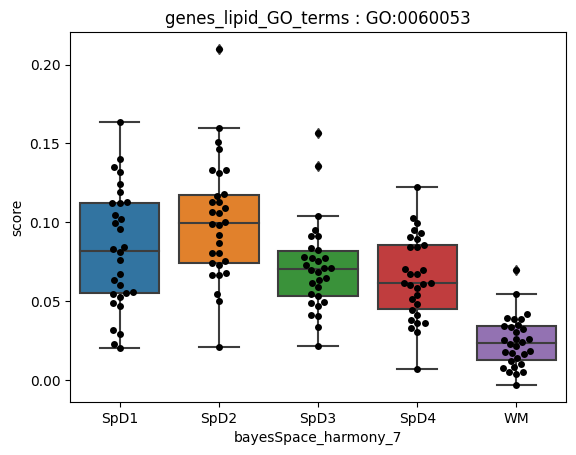 genes_lipid_GO_terms : GO:0060053
0.20
0.15
0.10
0.05
0.00
score
SpD1 SpD2 SpD3 SpD4 WM
bayesSpace_harmony_7